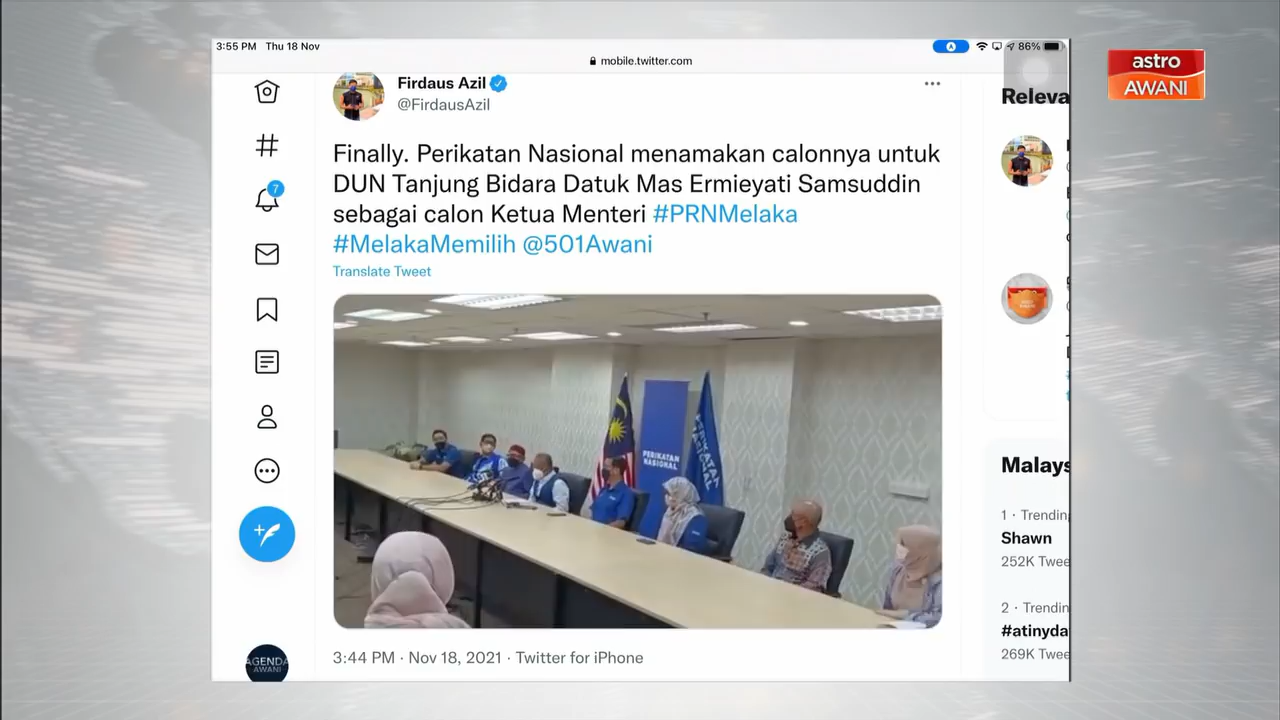 3:55 PM Thu 18 Nov
86%
mobile.twitter.com
astro
AWANI
Firdaus Azil
@FirdausAzil
Releva
7
Finally. Perikatan Nasional menamakan calonnya untuk
DUN Tanjung Bidara Datuk Mas Ermieyati Samsuddin
sebagai calon Ketua Menteri #PRNMelaka
#MelakaMemilih @501Awani
Translate Tweet
PERIKATAN
NASIONAL
PERIKATAN
NASIONAL
Malays
1 · Trending
Shawn
252K Twee
2 · Trendin
#atinyda
269K Twee
3:44 PM · Nov 18, 2021 · Twitter for iPhone
AGENDA
AWANI